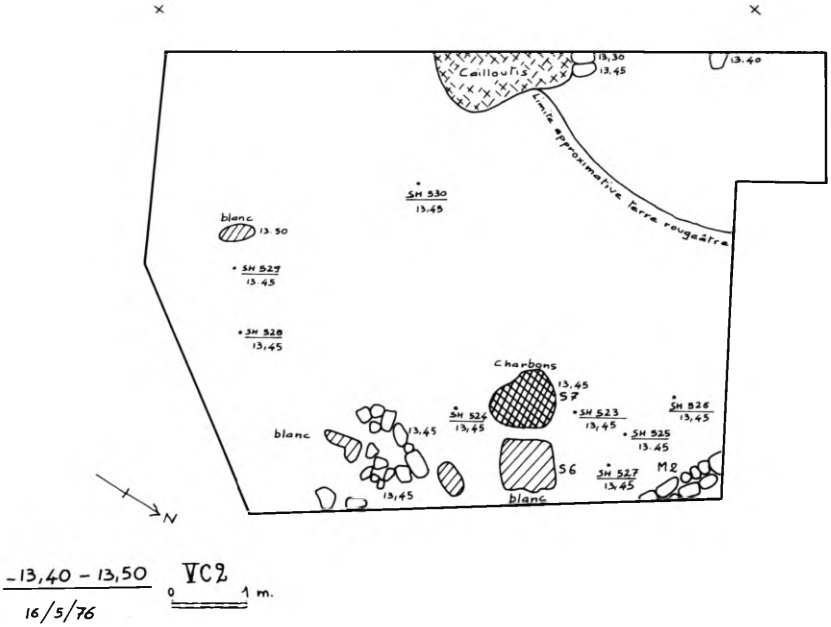 Cailloutis
13,30
13,45
13.40
Limite approximative terre rougeâtre
SH 530
13.45
blanc
13.50
SH 529
13.45
SH 528
13,45
Charbons
13,45
S7
SH 524
13,45
SH 523
13,45
SH 526
13,45
SH 525
13.45
blanc
13,45
13,45
S6
blanc
SH 527
13,45
M2
N
-13,40 - 13,50
16/5/76
VC2
0 1 m.